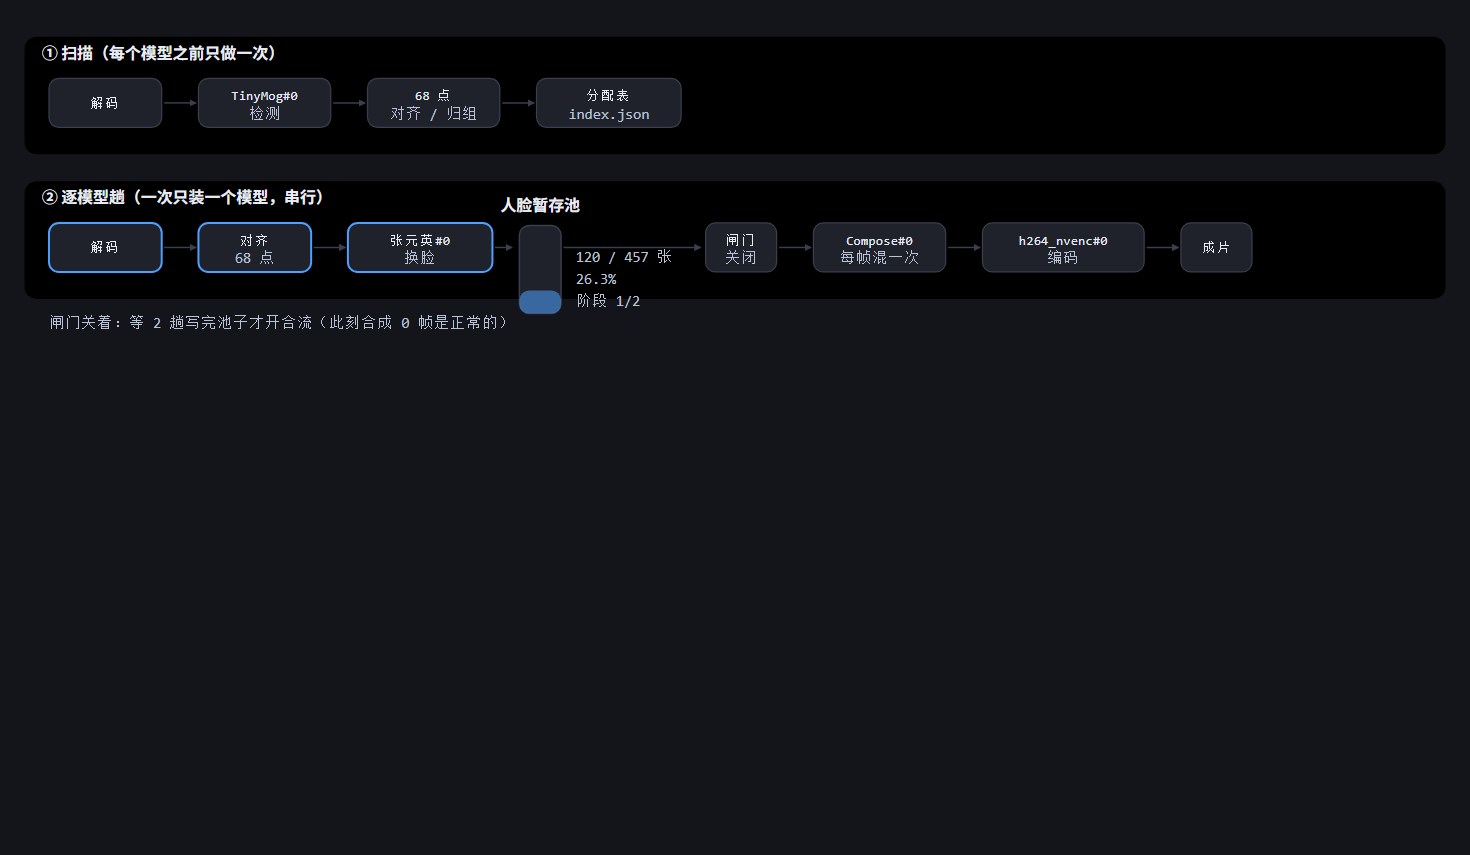 ① 扫描（每个模型之前只做一次）
解码
TinyMog#0
检测
68 点
对齐 / 归组
分配表
index.json
② 逐模型趟（一次只装一个模型，串行）
解码
对齐
68 点
张元英#0
换脸
人脸暂存池
120 / 457 张
26.3%
阶段 1/2
闸门
关闭
Compose#0
每帧混一次
h264_nvenc#0
编码
成片
闸门关着：等 2 趟写完池子才开合流（此刻合成 0 帧是正常的）